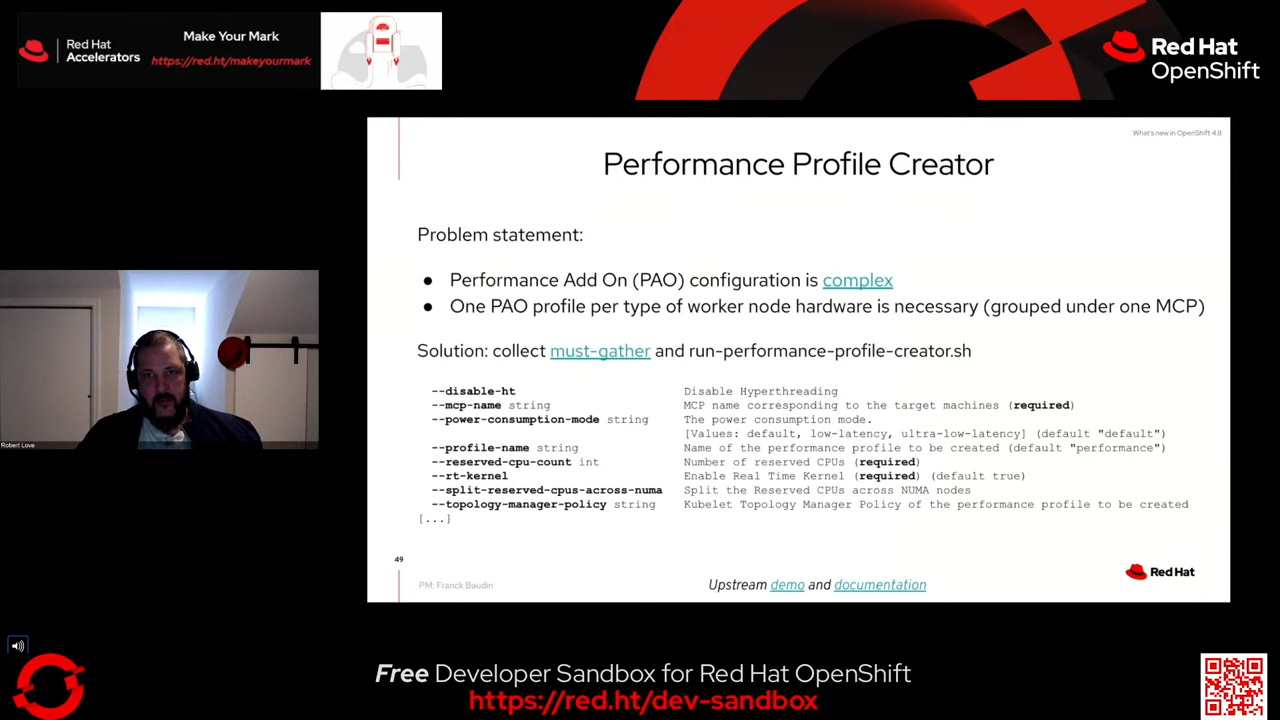 Red Hat
Accelerators
Make Your Mark
https://red.ht/makeyourmark
Red Hat
OpenShift
What's new in OpenShift 4.8
Performance Profile Creator
Problem statement:
● Performance Add On (PAO) configuration is complex
● One PAO profile per type of worker node hardware is necessary (grouped under one MCP)
Solution: collect must-gather and run-performance-profile-creator.sh
--disable-ht Disable Hyperthreading
--mcp-name string MCP name corresponding to the target machines (required)
--power-consumption-mode string The power consumption mode.
[Values: default, low-latency, ultra-low-latency] (default "default")
--profile-name string Name of the performance profile to be created (default "performance")
--reserved-cpu-count int Number of reserved CPUs (required)
--rt-kernel Enable Real Time Kernel (required) (default true)
--split-reserved-cpus-across-numa Split the Reserved CPUs across NUMA nodes
--topology-manager-policy string Kubelet Topology Manager Policy of the performance profile to be created
[...]
49
PM: Franck Baudin
Upstream demo and documentation
Red Hat
Robert Love
Free Developer Sandbox for Red Hat OpenShift
https://red.ht/dev-sandbox